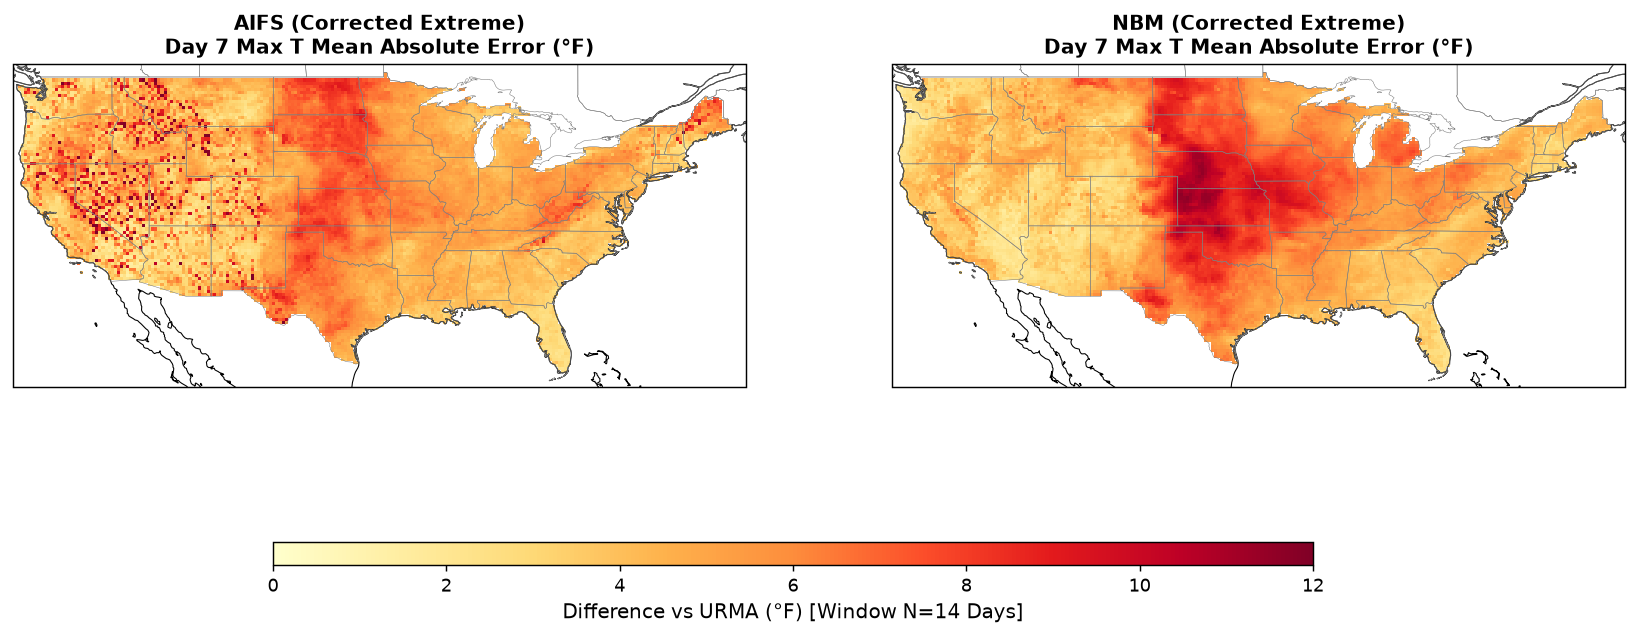 AIFS (Corrected Extreme)
Day 7 Max T Mean Absolute Error (°F)
NBM (Corrected Extreme)
Day 7 Max T Mean Absolute Error (°F)
0 2 4 6 8 10 12
Difference vs URMA (°F) [Window N=14 Days]